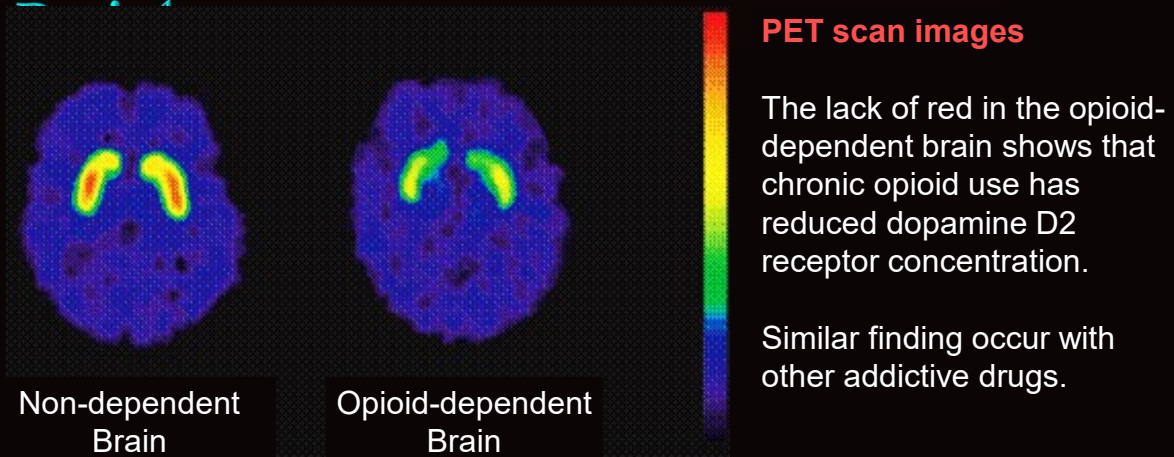 PET scan images
The lack of red in the opioid-
dependent brain shows that
chronic opioid use has
reduced dopamine D2
receptor concentration.
Similar finding occur with
other addictive drugs.
Non-dependent
Brain
Opioid-dependent
Brain